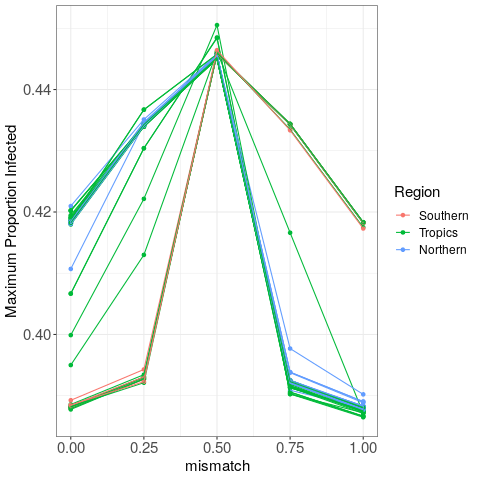 Maximum Proportion Infected
0.44
0.42
0.40
0.00 0.25 0.50 0.75 1.00
mismatch
Region
Southern
Tropics
Northern